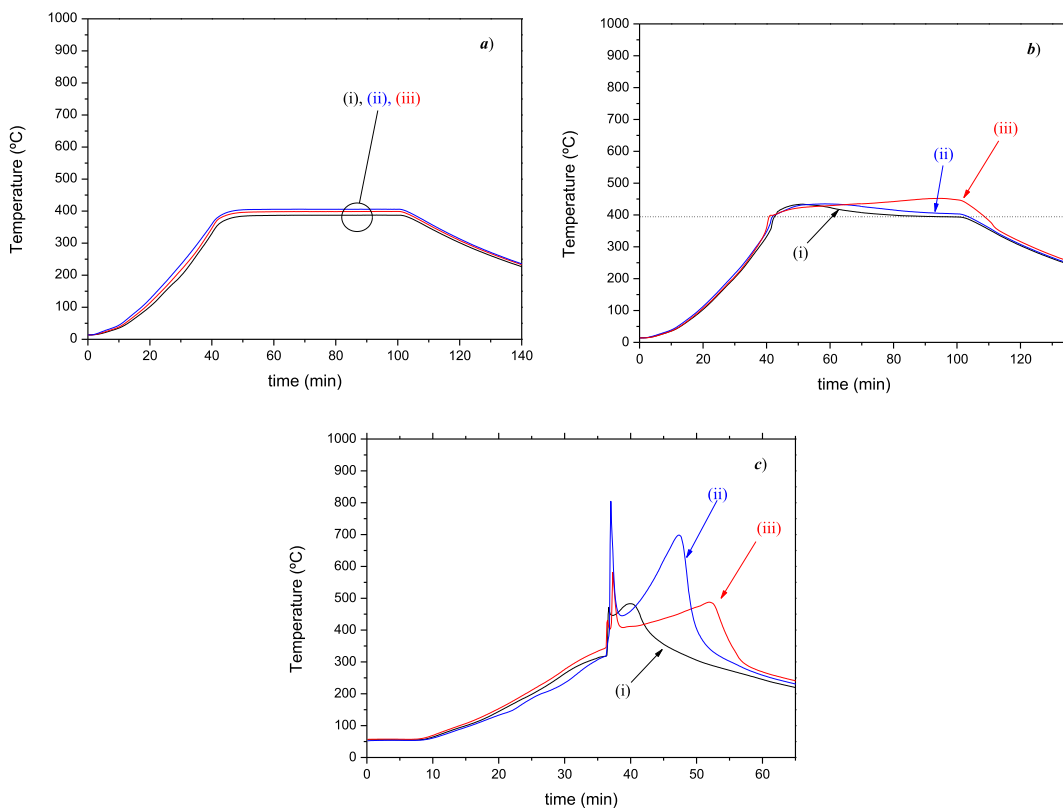 a)
(i), (ii), (iii)
Temperature (ºC)
1000
900
800
700
600
500
400
300
200
100
0
0 20 40 60 80 100 120 140
time (min)
b)
(iii)
(ii)
(i)
Temperature (ºC)
1000
900
800
700
600
500
400
300
200
100
0
0 20 40 60 80 100 120
time (min)
c)
(ii)
(iii)
(i)
Temperature (ºC)
1000
900
800
700
600
500
400
300
200
100
0
0 10 20 30 40 50 60
time (min)